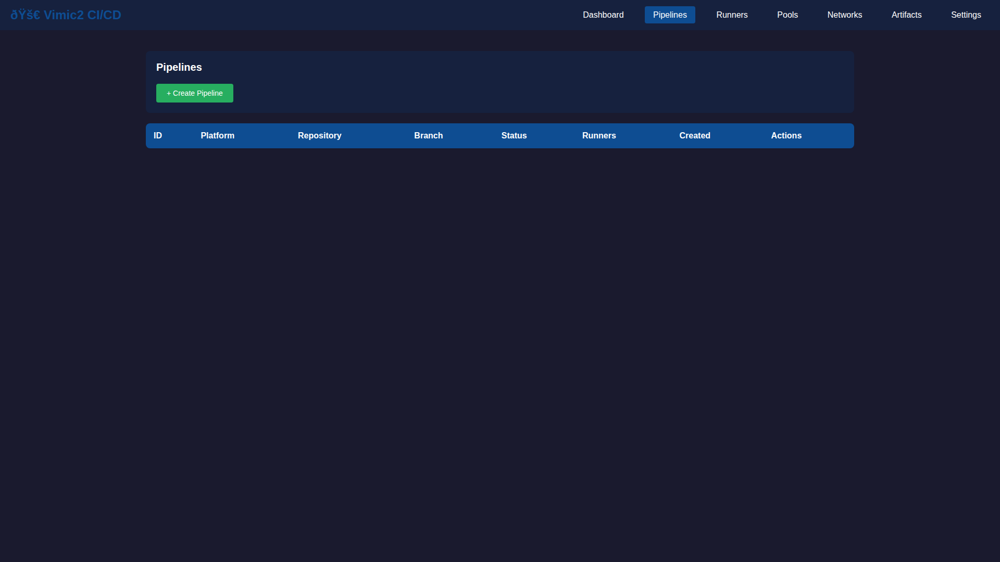 ðŸš€ Vimic2 CI/CD
Dashboard
Pipelines
Runners
Pools
Networks
Artifacts
Settings
Pipelines
+ Create Pipeline
ID Platform Repository Branch Status Runners Created Actions